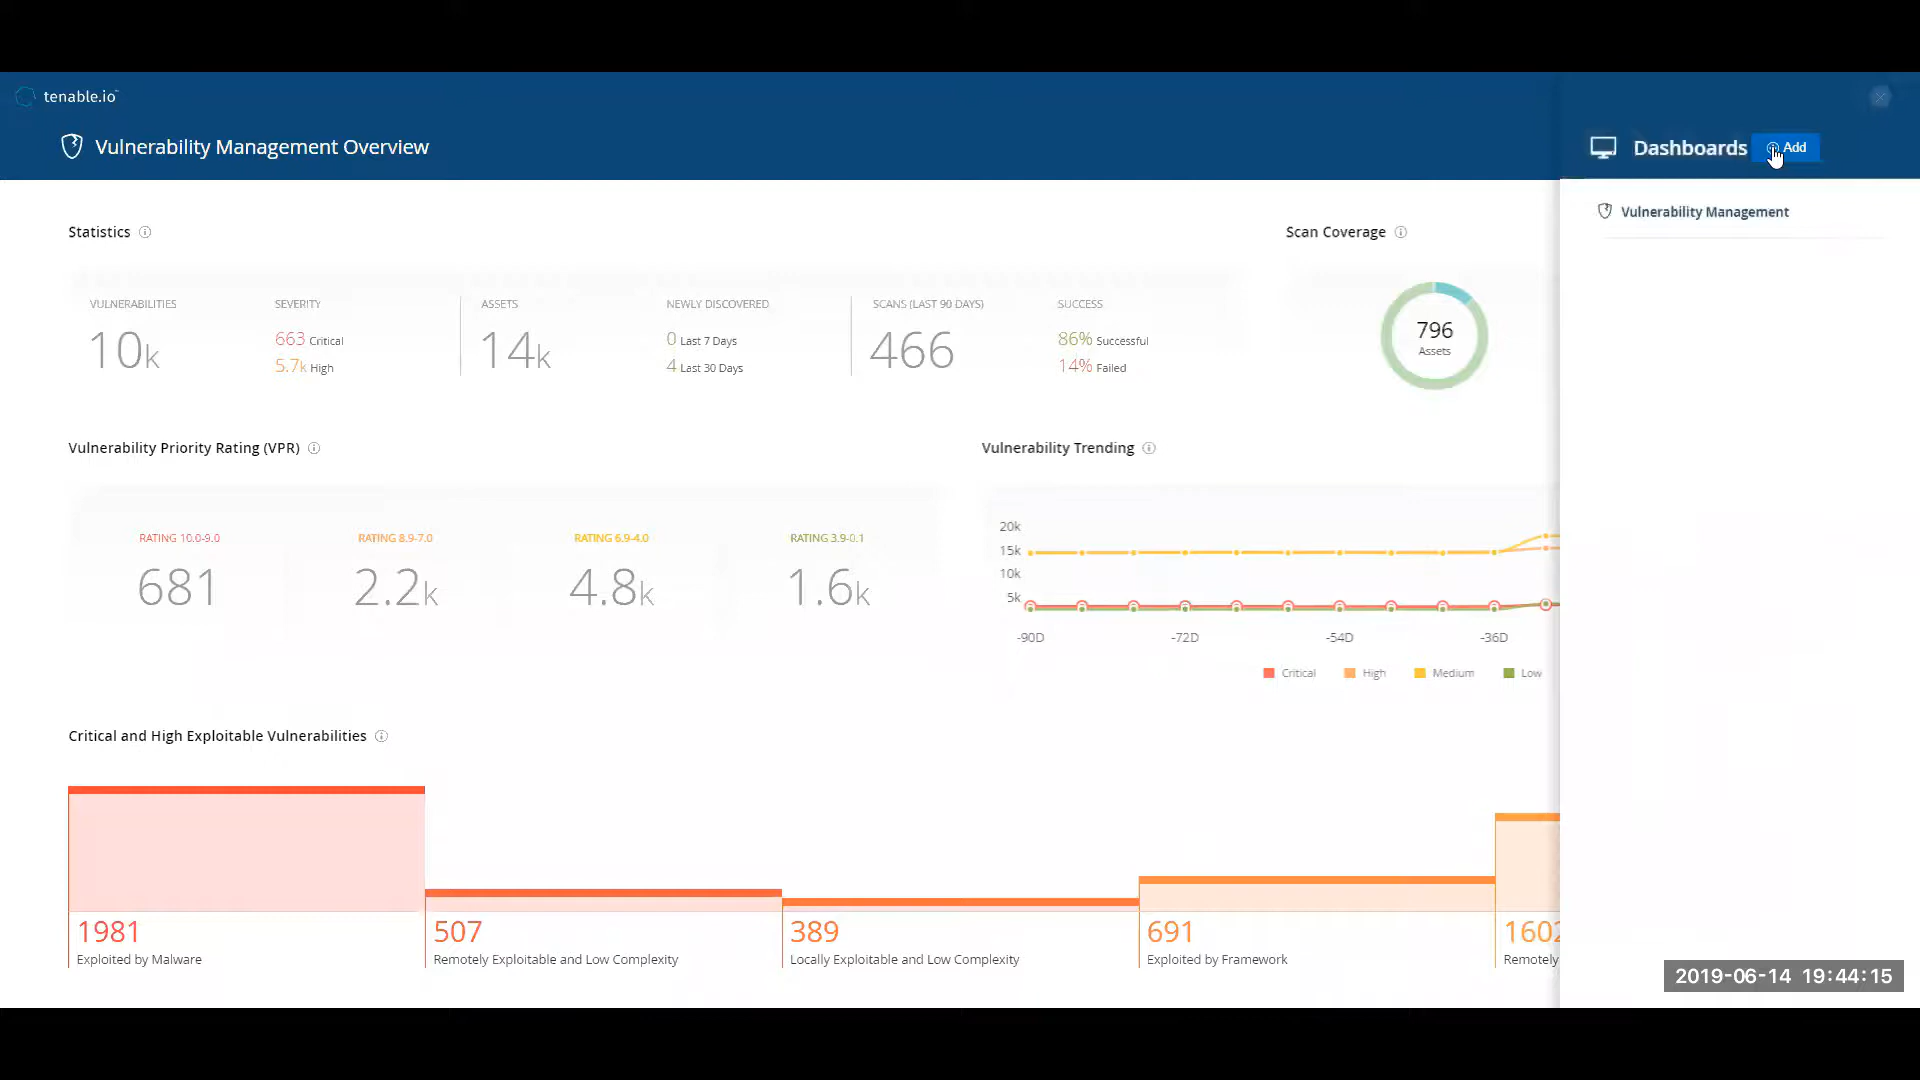 tenable.io
Vulnerability Management Overview
Dashboards
Add
Vulnerability Management
Statistics
Scan Coverage
VULNERABILITIES
SEVERITY
ASSETS
NEWLY DISCOVERED
SCANS (LAST 90 DAYS)
SUCCESS
10k
663 Critical
5.7k High
14k
0 Last 7 Days
4 Last 30 Days
466
86% Successful
14% Failed
796
Assets
Vulnerability Priority Rating (VPR)
Vulnerability Trending
RATING 10.0-9.0
RATING 8.9-7.0
RATING 6.9-4.0
RATING 3.9-0.1
681
2.2k
4.8k
1.6k
20k
15k
10k
5k
-90D
-72D
-54D
-36D
Critical
High
Medium
Low
Critical and High Exploitable Vulnerabilities
1981
Exploited by Malware
507
Remotely Exploitable and Low Complexity
389
Locally Exploitable and Low Complexity
691
Exploited by Framework
1602
Remotely
2019-06-14 19:44:15